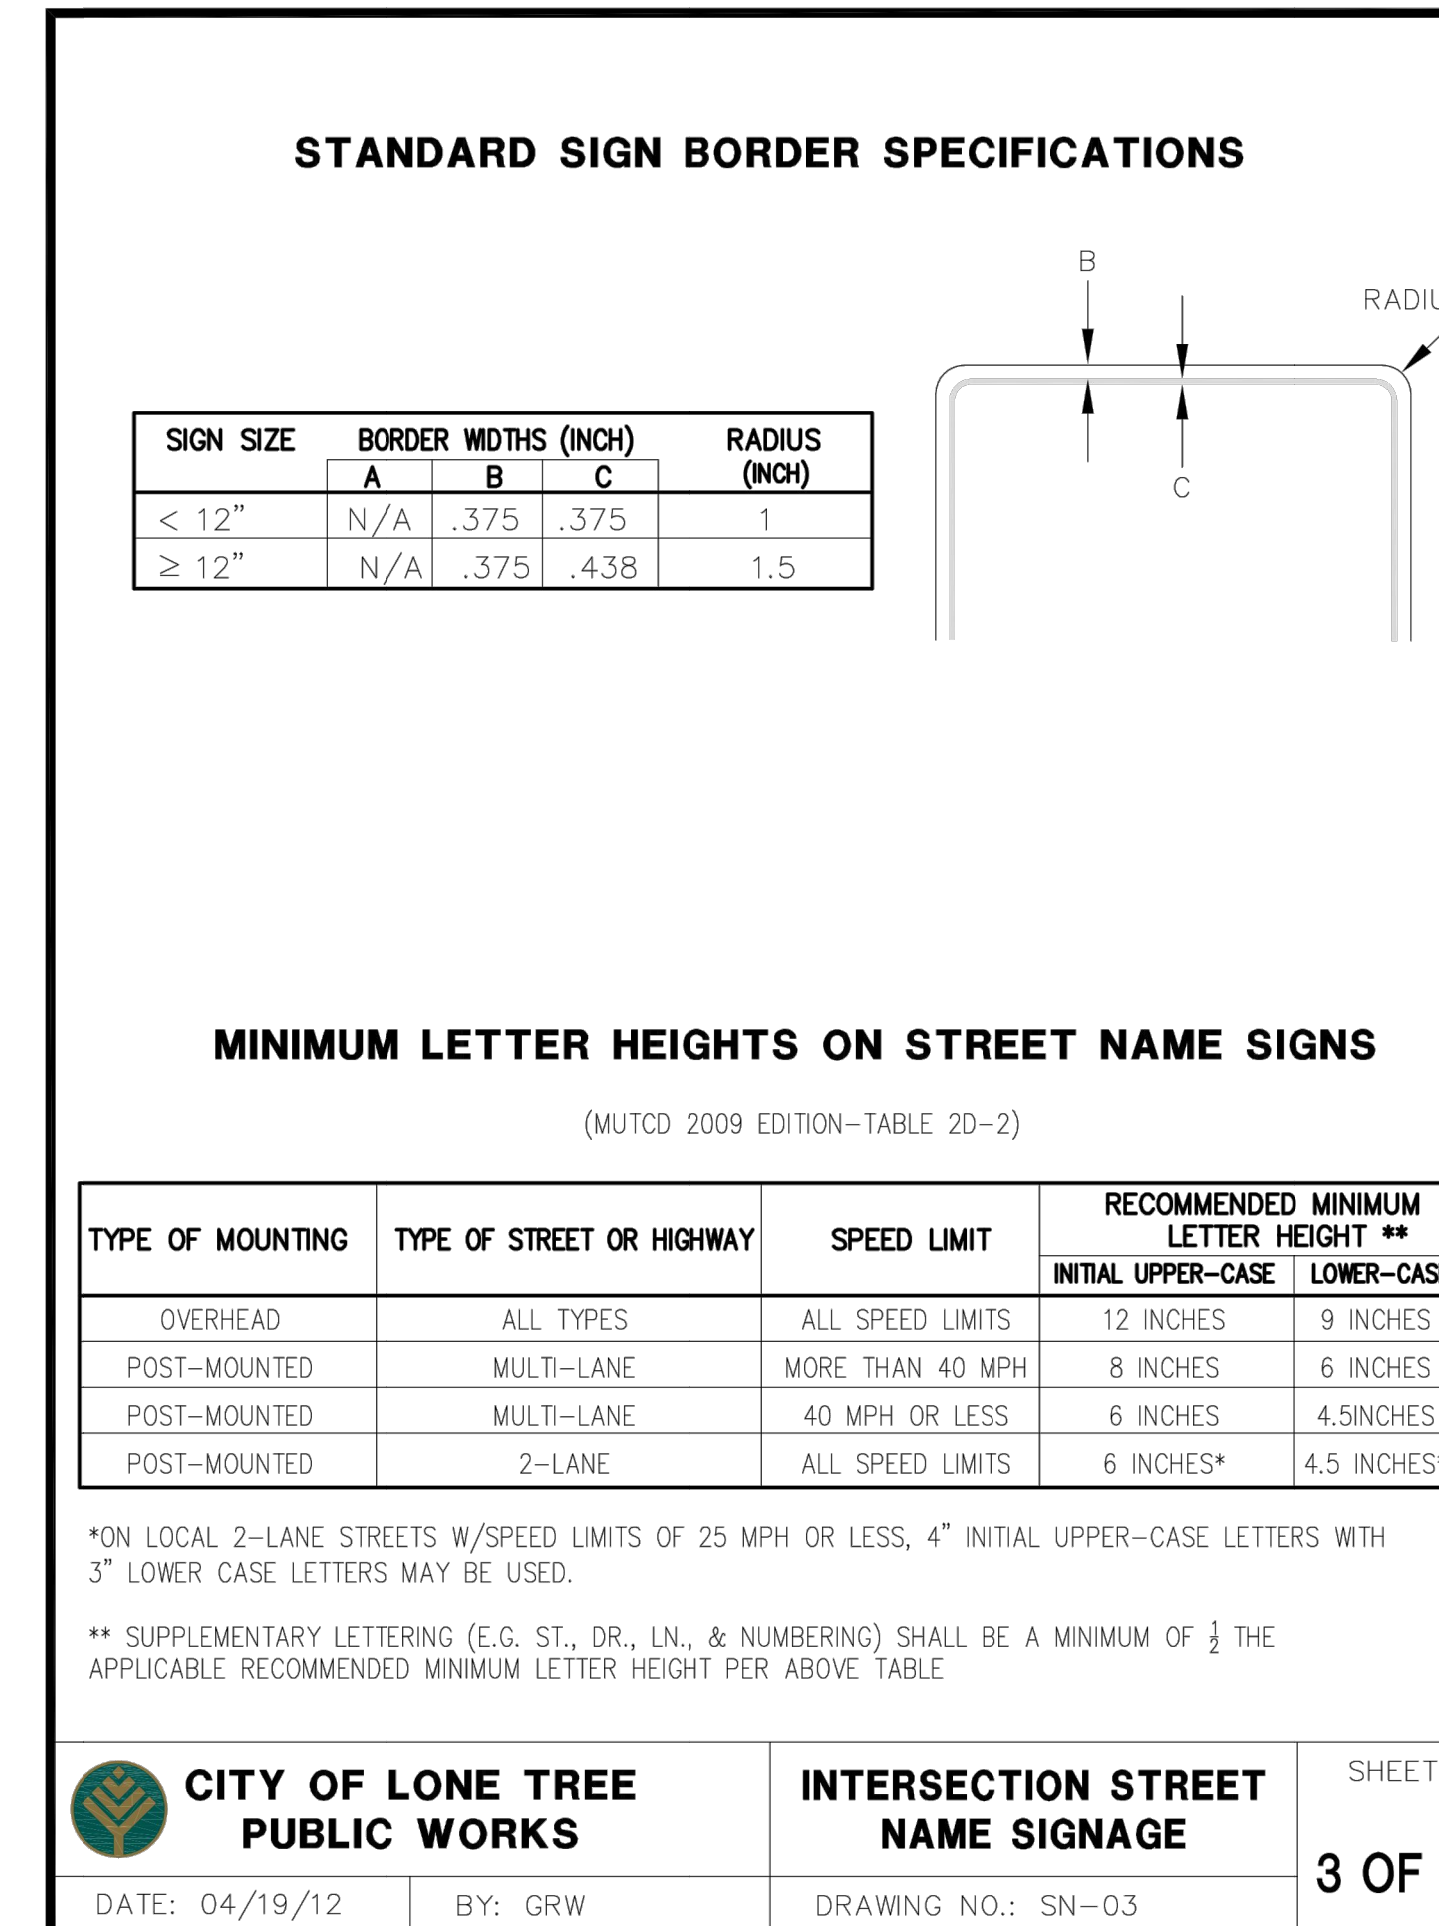 STANDARD SIGN BORDER SPECIFICATIONS
B
C
SIGN SIZE BORDER WIDTHS (INCH) RADIUS (INCH)
A B C
< 12" N/A .375 .375 1
≥ 12" N/A .375 .438 1.5
MINIMUM LETTER HEIGHTS ON STREET NAME SIGNS
(MUTCD 2009 EDITION-TABLE 2D-2)
TYPE OF MOUNTING TYPE OF STREET OR HIGHWAY SPEED LIMIT RECOMMENDED MINIMUM
LETTER HEIGHT **
INITIAL UPPER-CASE
OVERHEAD ALL TYPES ALL SPEED LIMITS 12 INCHES 9 INCHES
POST-MOUNTED MULTI-LANE MORE THAN 40 MPH 8 INCHES 6 INCHES
POST-MOUNTED MULTI-LANE 40 MPH OR LESS 6 INCHES 4.5INCHES
POST-MOUNTED 2-LANE ALL SPEED LIMITS 6 INCHES* 4.5 INCHES*
*ON LOCAL 2-LANE STREETS W/SPEED LIMITS OF 25 MPH OR LESS, 4" INITIAL UPPER-CASE LETTERS WITH
3" LOWER CASE LETTERS MAY BE USED.
** SUPPLEMENTARY LETTERING (E.G. ST., DR., LN., & NUMBERING) SHALL BE A MINIMUM OF ½ THE
APPLICABLE RECOMMENDED MINIMUM LETTER HEIGHT PER ABOVE TABLE
CITY OF LONE TREE
PUBLIC WORKS
INTERSECTION STREET
NAME SIGNAGE
SHEET
3 OF
DATE: 04/19/12 BY: GRW DRAWING NO.: SN-03